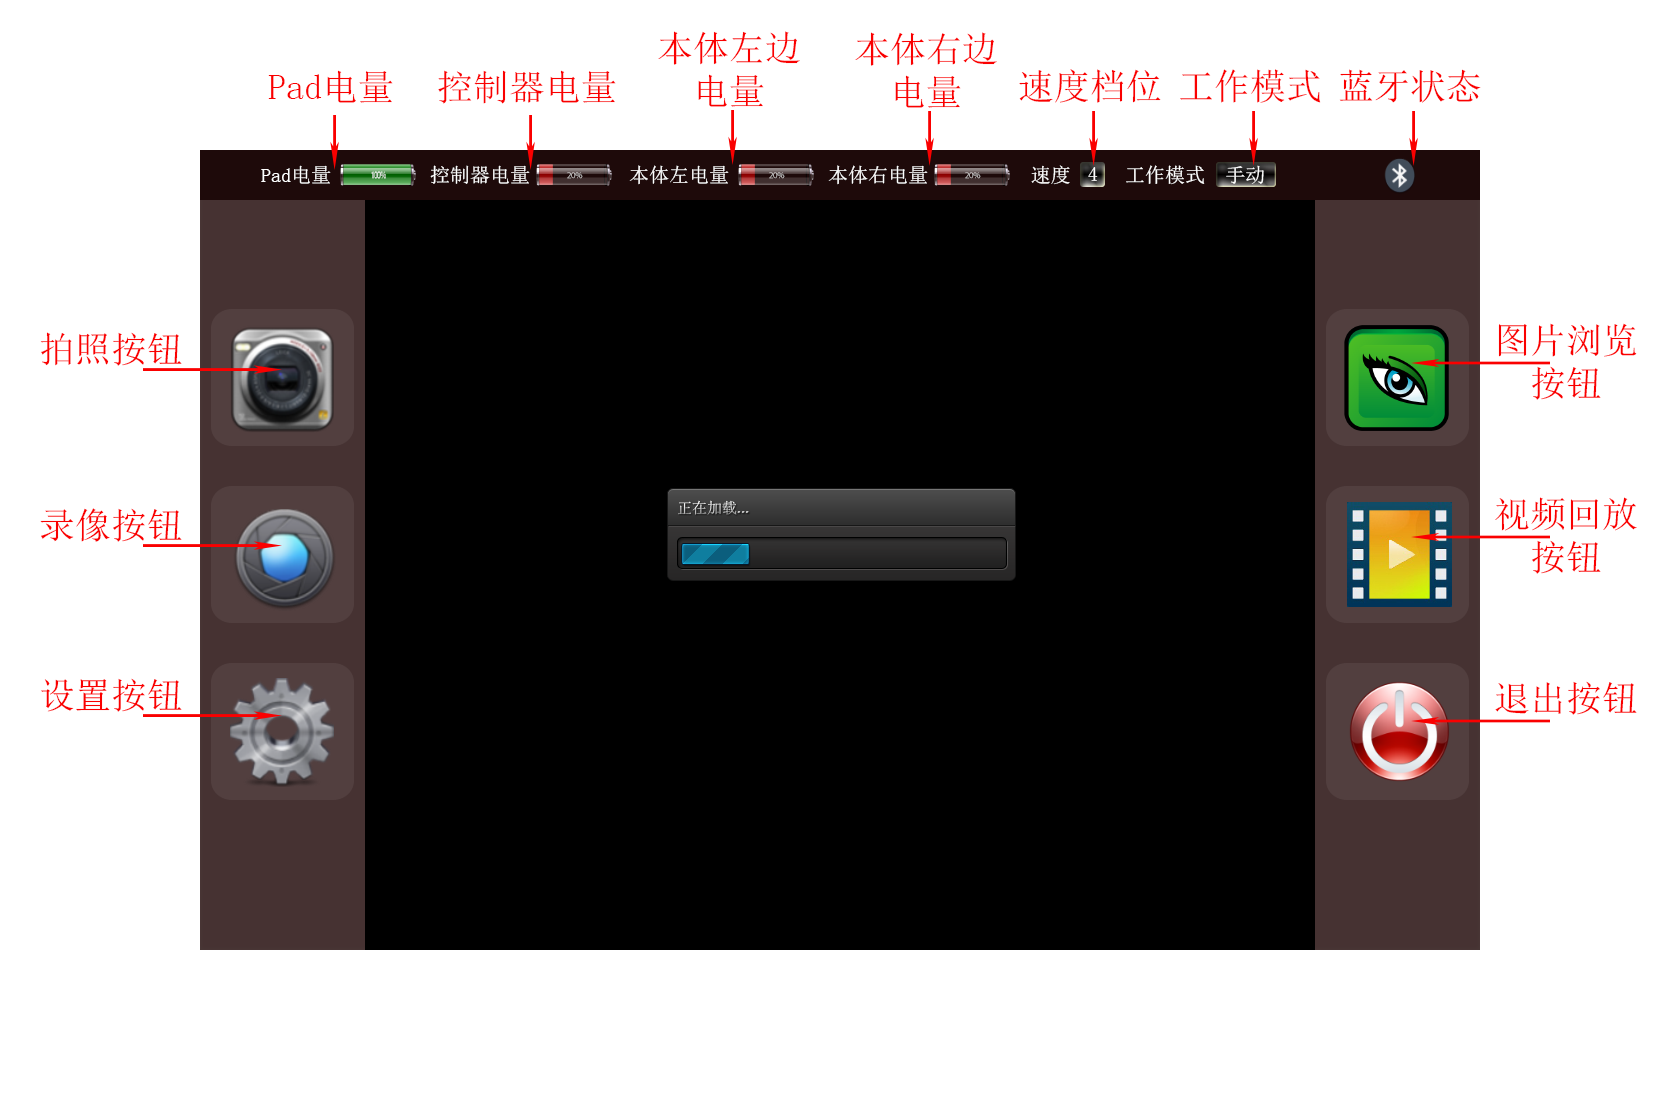 本体左边
电量
本体右边
电量
Pad电量
控制器电量
速度档位
工作模式
蓝牙状态
Pad电量 100% 控制器电量 20% 本体左电量 20% 本体右电量 20% 速度 4 工作模式 手动
拍照按钮
图片浏览
按钮
录像按钮
正在加载...
视频回放
按钮
设置按钮
退出按钮